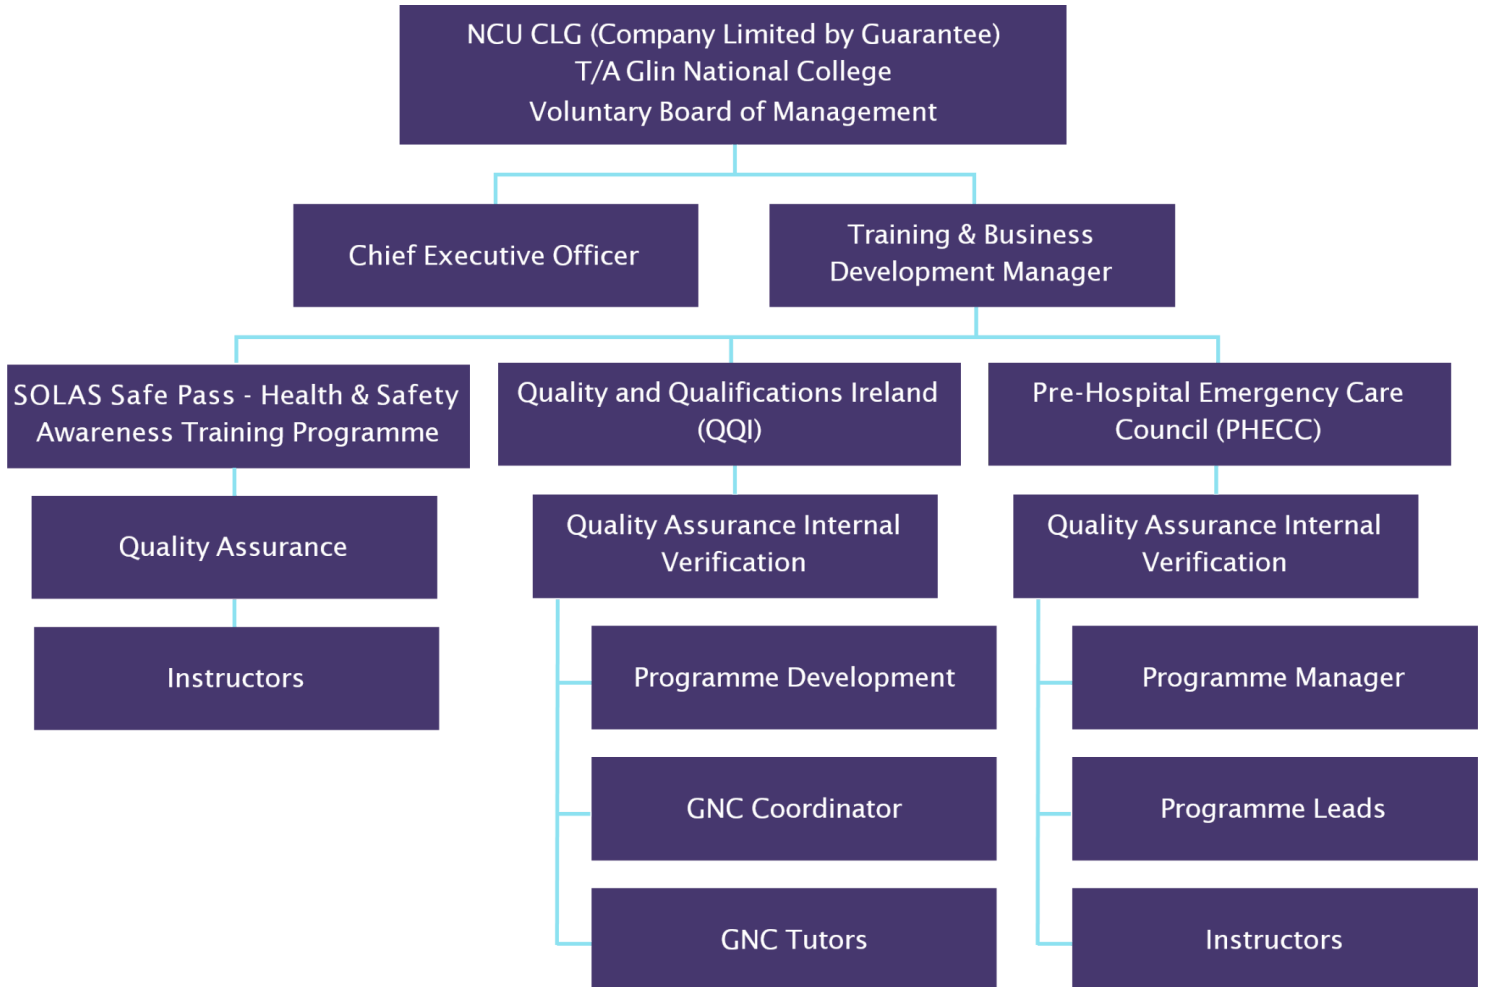 NCU CLG (Company Limited by Guarantee)
T/A Glin National College
Voluntary Board of Management
Chief Executive Officer
Training & Business
Development Manager
SOLAS Safe Pass - Health & Safety
Awareness Training Programme
Quality and Qualifications Ireland
(QQI)
Pre-Hospital Emergency Care
Council (PHECC)
Quality Assurance
Quality Assurance Internal
Verification
Quality Assurance Internal
Verification
Instructors
Programme Development
Programme Manager
GNC Coordinator
Programme Leads
GNC Tutors
Instructors